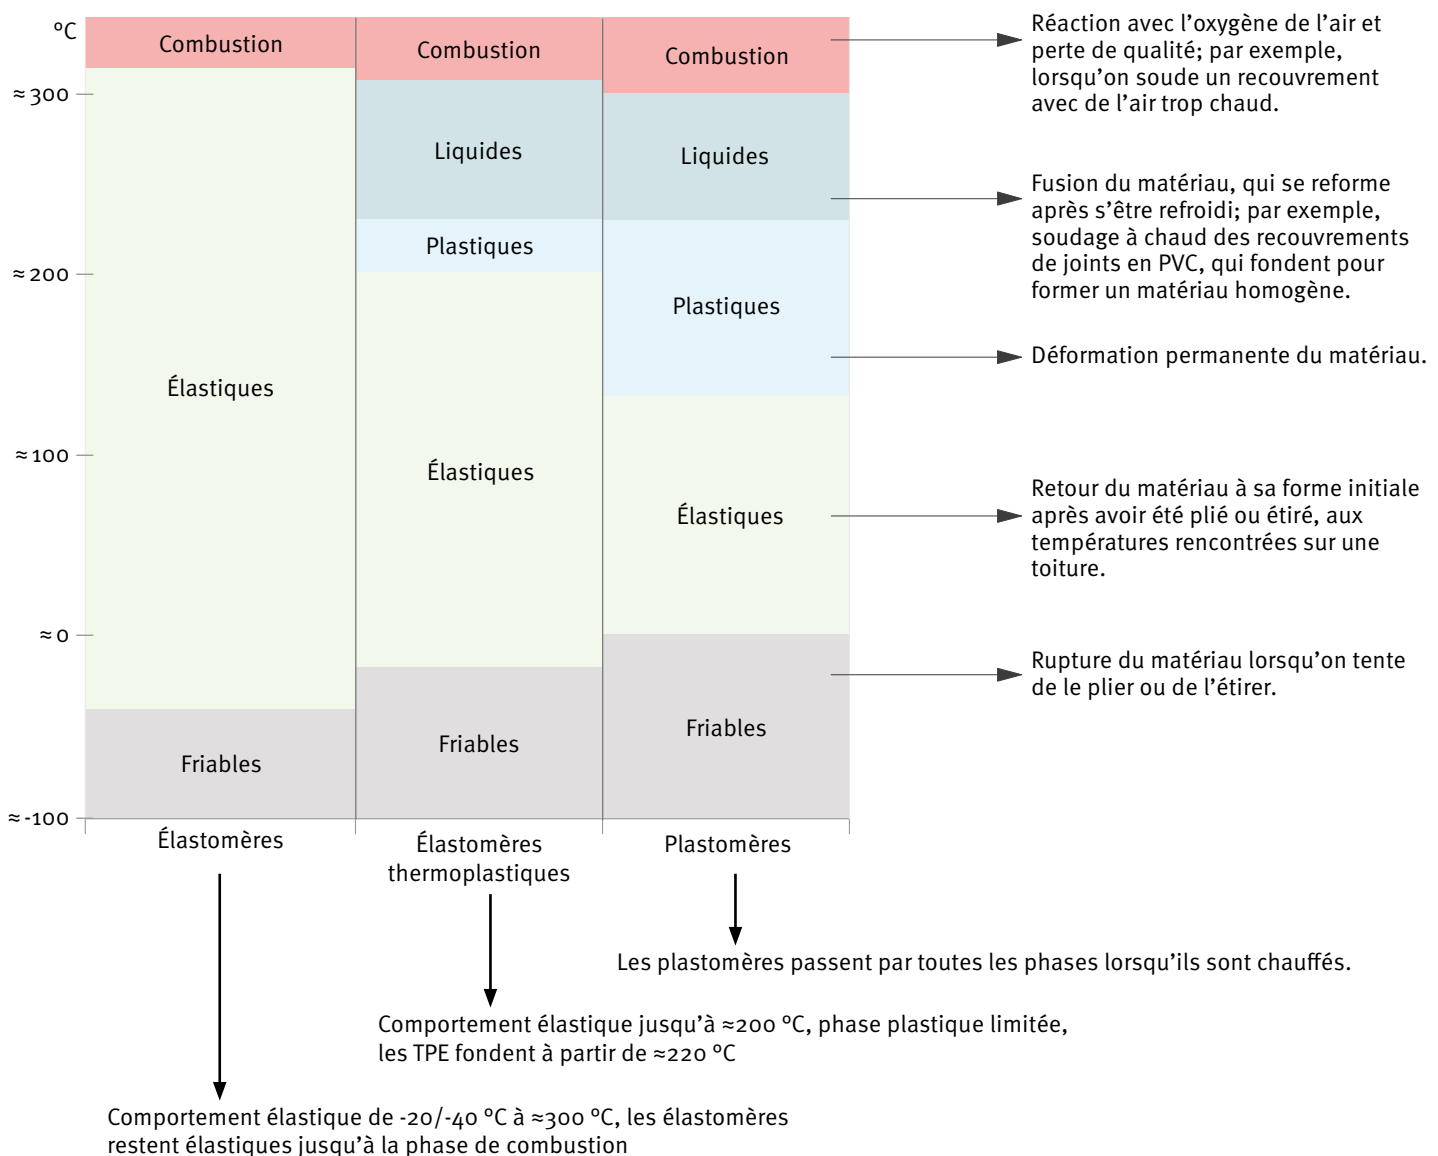 °C
≈ 300
≈ 200
≈ 100
≈ 0
≈ -100
Combustion
Élastiques
Friables
Combustion
Liquides
Plastiques
Élastiques
Friables
Combustion
Liquides
Plastiques
Élastiques
Friables
Réaction avec l’oxygène de l’air et
perte de qualité; par exemple,
lorsqu’on soude un recouvrement
avec de l’air trop chaud.
Fusion du matériau, qui se reforme
après s’être refroidi; par exemple,
soudage à chaud des recouvrements
de joints en PVC, qui fondent pour
former un matériau homogène.
Déformation permanente du matériau.
Retour du matériau à sa forme initiale
après avoir été plié ou étiré, aux
températures rencontrées sur une
toiture.
Rupture du matériau lorsqu’on tente
de le plier ou de l’étirer.
Élastomères
Élastomères
thermoplastiques
Plastomères
Les plastomères passent par toutes les phases lorsqu’ils sont chauffés.
Comportement élastique jusqu’à ≈200 °C, phase plastique limitée,
les TPE fondent à partir de ≈220 °C
Comportement élastique de -20/-40 °C à ≈300 °C, les élastomères
restent élastiques jusqu’à la phase de combustion